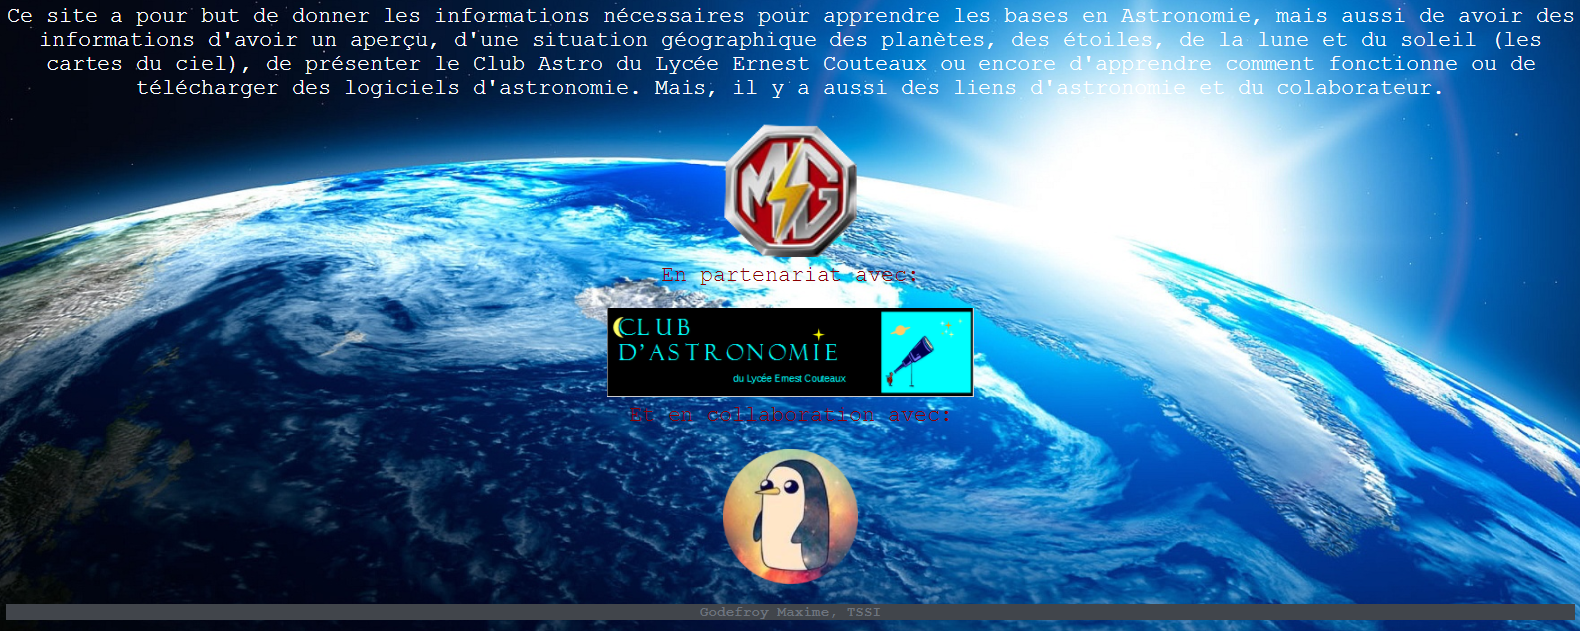 Ce site a pour but de donner les informations nécessaires pour apprendre les bases en Astronomie, mais aussi de avoir des
informations d'avoir un aperçu, d'une situation géographique des planètes, des étoiles, de la lune et du soleil (les
cartes du ciel), de présenter le Club Astro du Lycée Ernest Couteaux ou encore d'apprendre comment fonctionne ou de
télécharger des logiciels d'astronomie. Mais, il y a aussi des liens d'astronomie et du colaborateur.
MG
En partenariat avec:
CLUB
D'ASTRONOMIE
du Lycée Ernest Couteaux
Et en collaboration avec:
Godefroy Maxime, TSSI